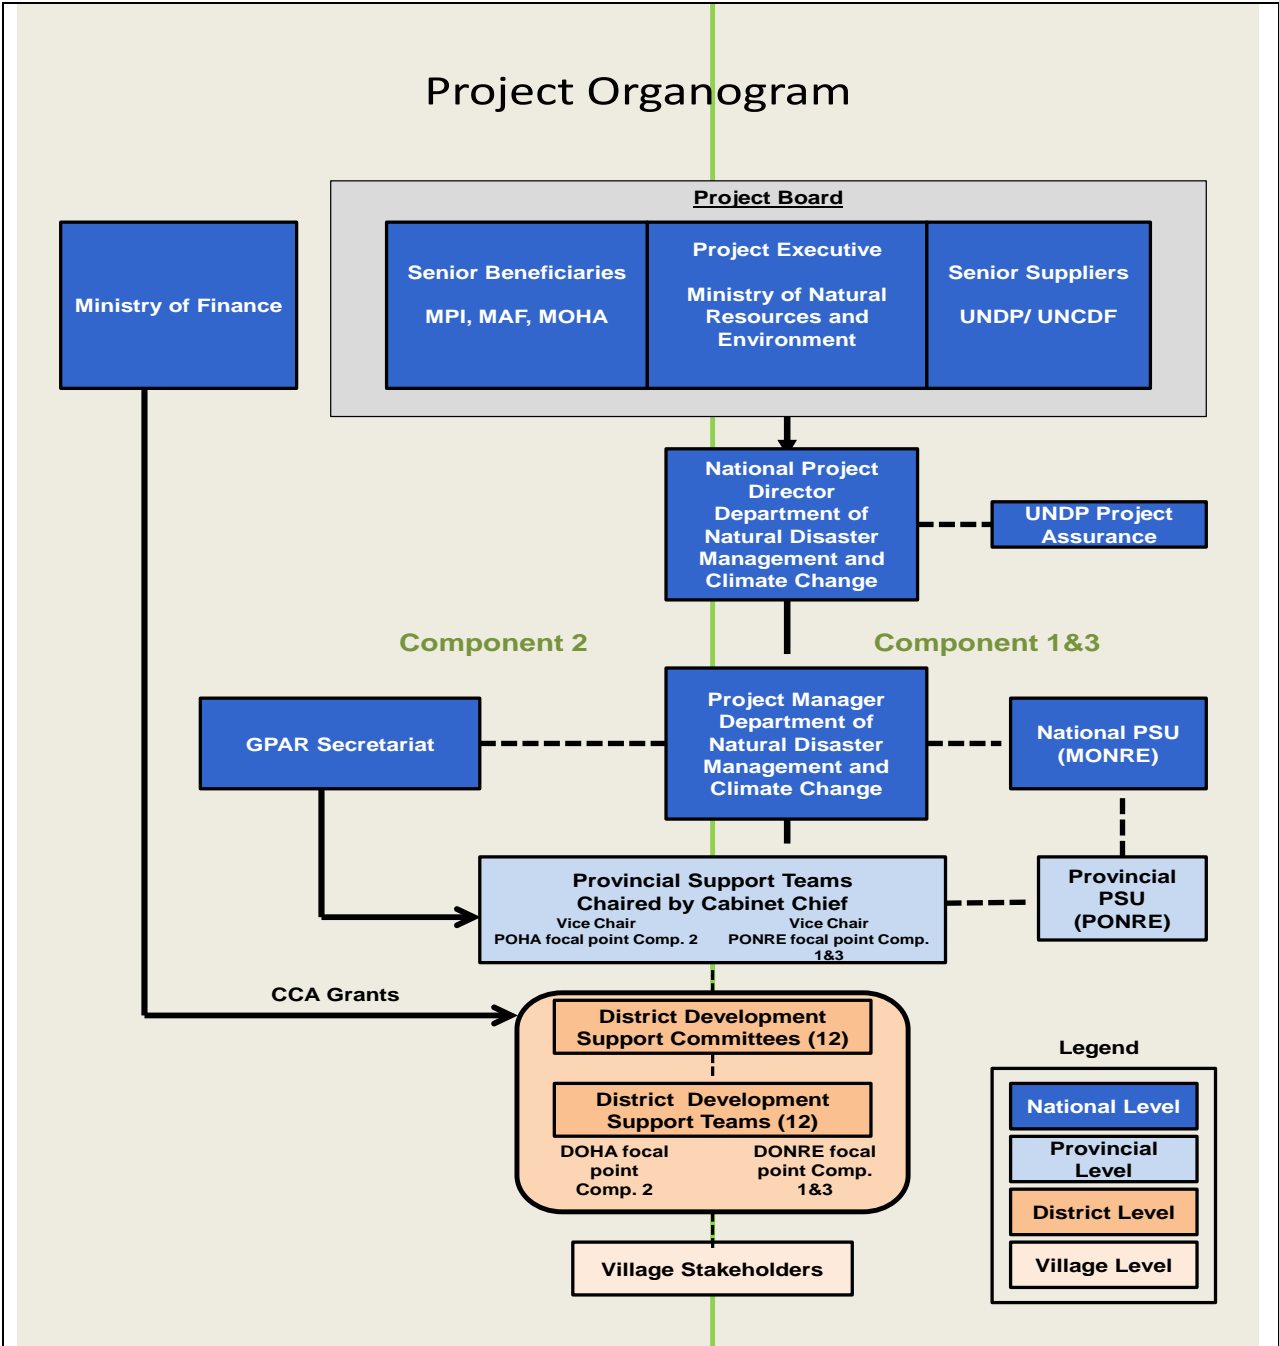 Project Organogram
Project Board
Ministry of Finance
Senior Beneficiaries
MPI, MAF, MOHA
Project Executive
Ministry of Natural
Resources and
Environment
Senior Suppliers
UNDP/ UNCDF
National Project
Director
Department of
Natural Disaster
Management and
Climate Change
UNDP Project
Assurance
Component 2
Component 1&3
GPAR Secretariat
Project Manager
Department of
Natural Disaster
Management and
Climate Change
National PSU
(MONRE)
Provincial Support Teams
Chaired by Cabinet Chief
Vice Chair
POHA focal point Comp. 2
Vice Chair
PONRE focal point Comp.
1&3
Provincial
PSU
(PONRE)
CCA Grants
District Development
Support Committees (12)
District Development
Support Teams (12)
DOHA focal
point
Comp. 2
DONRE focal
point Comp.
1&3
Village Stakeholders
Legend
National Level
Provincial
Level
District Level
Village Level